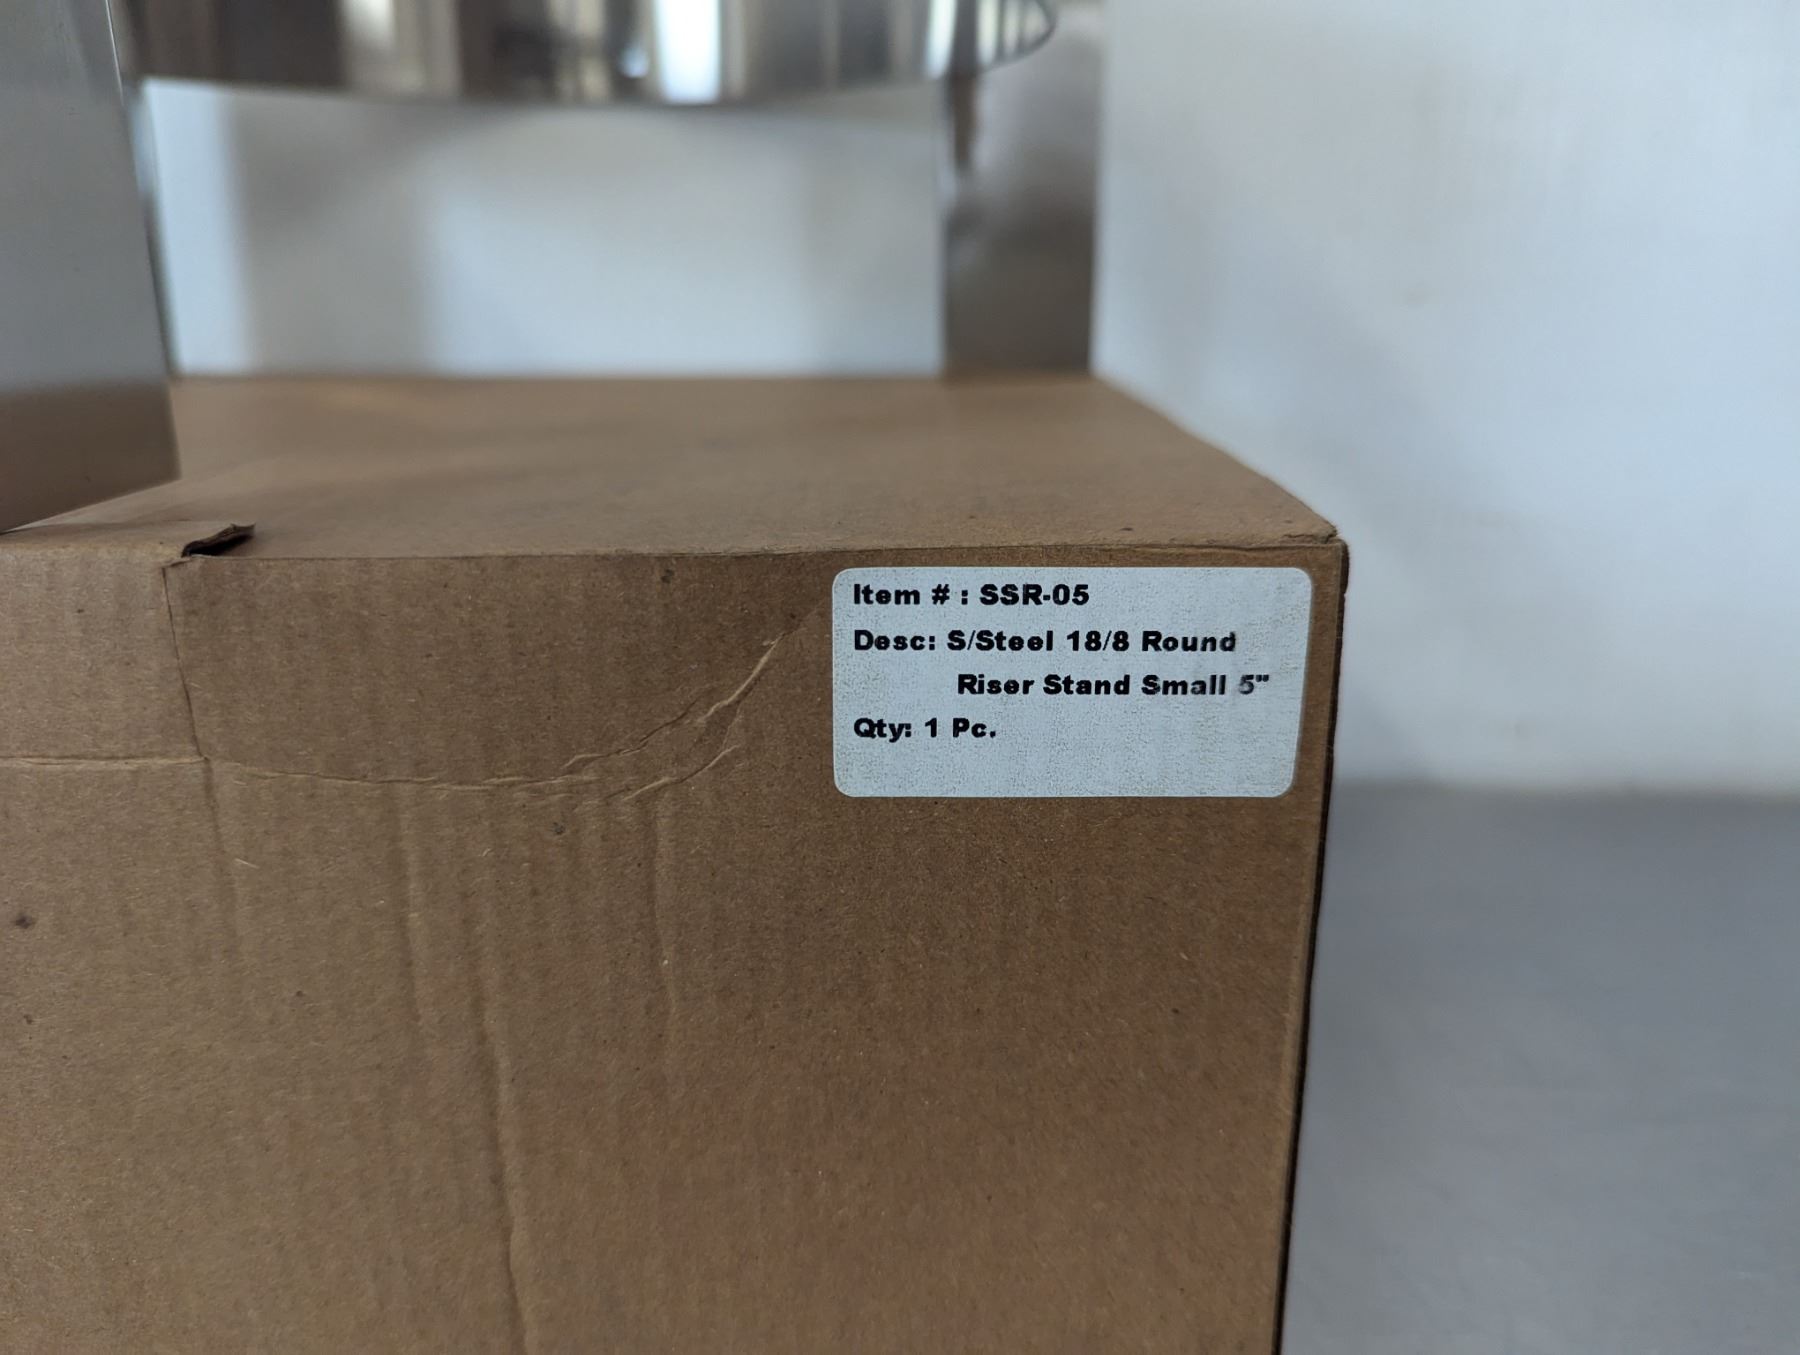 Item # : SSR-05
Desc: S/Steel 18/8 Round
Riser Stand Small 5"
Qty: 1 Pc.